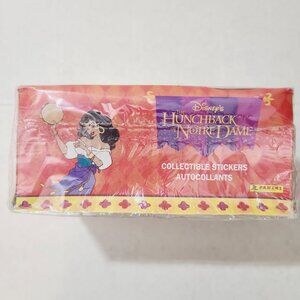 Disney's
HUNCHBACK
NOTRE DAME
COLLECTIBLE STICKERS
AUTOCOLLANTS
PANINI